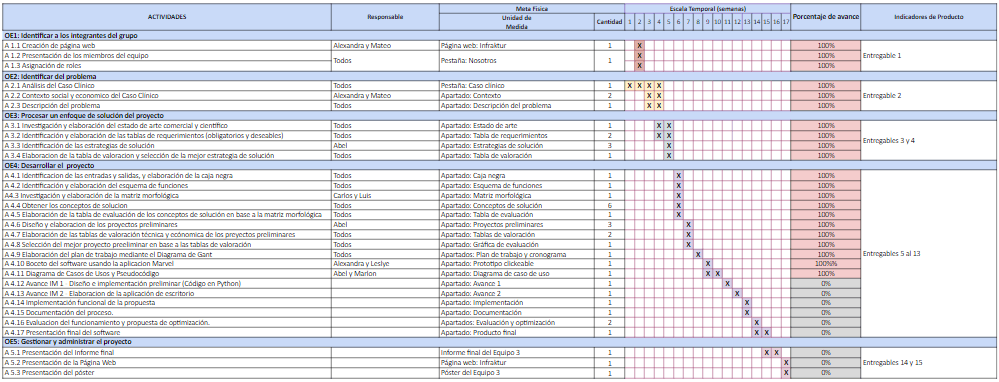 ACTIVIDADES Responsable Meta Física Escala Temporal (semanas) Porcentaje de avance Indicadores de Producto
Unidad de Medida Cantidad 1 2 3 4 5 6 7 8 9 10 11 12 13 14 15 16 17
OE1: Identificar a los integrantes del grupo
A 1.1 Creación de página web Alexandra y Mateo Página web: Infraktur 1 X 100% Entregable 1
A 1.2 Presentación de los miembros del equipo Todos Pestaña: Nosotros 1 X 100%
A 1.3 Asignación de roles X 100%
OE2: Identificar del problema
A 2.1 Análisis del Caso Clínico Todos Pestaña: Caso clínico 1 X X X X 100% Entregable 2
A 2.2 Contexto social y economico del Caso Clínico Alexandra y Mateo Apartado: Contexto 2 X X 100%
A 2.3 Descripción del problema Todos Apartado: Descripción del problema 1 X X 100%
OE3: Procesar un enfoque de solución del proyecto
A 3.1 Investigación y elaboración del estado de arte comercial y científico Todos Apartado: Estado de arte 1 X X 100% Entregables 3 y 4
A 3.2 Identificación y elaboración de las tablas de requerimientos (obligatorios y deseables) Todos Apartado: Tabla de requerimientos 2 X X 100%
A 3.3 Identificación de las estrategias de solución Abel Apartado: Estrategias de solución 3 X 100%
A 3.4 Elaboracion de la tabla de valoracion y selección de la mejor estrategia de solución Todos Apartado: Tabla de valoración 1 X 100%
OE4: Desarrollar el proyecto
A 4.1 Identificacion de las entradas y salidas, y elaboración de la caja negra Todos Apartado: Caja negra 1 X 100% Entregables 5 al 13
A 4.2 Identificación y elaboración del esquema de funciones Todos Apartado: Esquema de funciones 1 X 100%
A4.3 Investigación y elaboración de la matriz morfológica Carlos y Luis Apartado: Matriz morfológica 1 X 100%
A 4.4 Obtener los conceptos de solucion Todos Apartado: Conceptos de solución 6 X 100%
A 4.5 Elaboración de la tabla de evaluación de los conceptos de solución en base a la matriz morfológica Todos Apartado: Tabla de evaluación 1 X 100%
A 4.6 Diseño y elaboracion de los proyectos preliminares Abel Apartado: Proyectos preliminares 3 X 100%
A 4.7 Elaboración de las tablas de valoración técnica y económica de los proyectos preliminares Todos Apartado: Tablas de valoración 2 X 100%
A 4.8 Selección del mejor proyecto preeliminar en base a las tablas de valoración Todos Apartado: Gráfica de evaluación 1 X 100%
A 4.9 Elaboración del plan de trabajo mediante el Diagrama de Gant Todos Apartados: Plan de trabajo y cronograma 1 X 100%
A 4.10 Boceto del software usando la aplicacion Marvel Alexandra y Leslye Apartado: Prototipo clickeable 1 X 100%%
A 4.11 Diagrama de Casos de Usos y Pseudocódigo Abel y Marlon Apartado: Diagrama de caso de uso 1 X X 100%
A 4.12 Avance IM 1 - Diseño e implementación preliminar (Código en Python) Apartado: Avance 1 1 X 0%
A 4.13 Avance IM 2 - Elaboracion de la aplicación de escritorio Apartado: Avance 2 1 X 0%
A 4.14 Implementación funcional de la propuesta Apartado: Implementación 1 X 0%
A 4.15 Documentación del proceso. Apartado: Documentación 1 X 0%
A 4.16 Evaluacion del funcionamiento y propuesta de optimización. Apartados: Evaluación y optimización 2 X 0%
A 4.17 Presentación final del software Apartado: Producto final 1 X X 0%
OE5: Gestionar y administrar el proyecto
A 5.1 Presentación del Informe final Informe final del Equipo 3 1 X X 0% Entregables 14 y 15
A 5.2 Presentación de la Página Web Página web: Infraktur 1 X 0%
A 5.3 Presentación del póster Póster del Equipo 3 1 X 0%